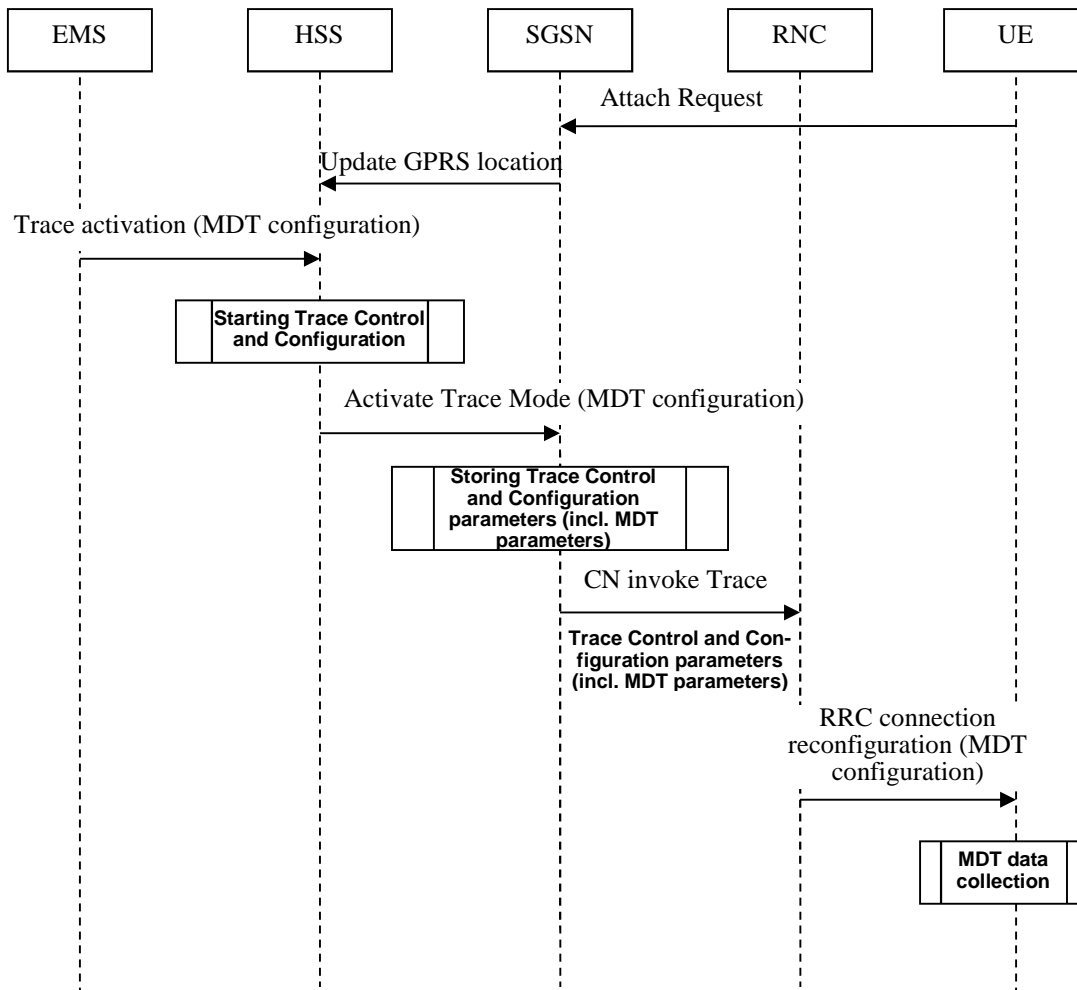 EMS
HSS
SGSN
RNC
UE
Attach Request
Update GPRS location
Trace activation (MDT configuration)
Starting Trace Control
and Configuration
Activate Trace Mode (MDT configuration)
Storing Trace Control
and Configuration
parameters (incl. MDT
parameters)
CN invoke Trace
Trace Control and Con-
figuration parameters
(incl. MDT parameters)
RRC connection
reconfiguration (MDT
configuration)
MDT data
collection